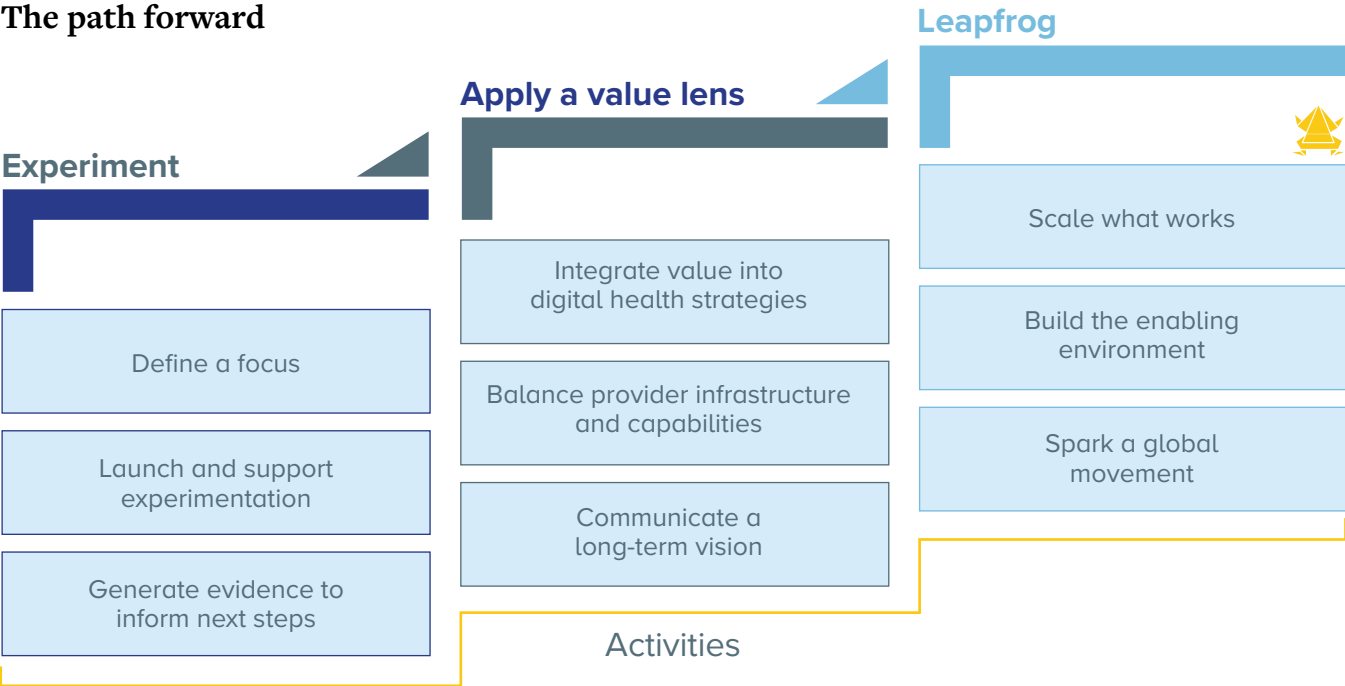 The path forward
Experiment
Define a focus
Launch and support
experimentation
Generate evidence to
inform next steps
Apply a value lens
Integrate value into
digital health strategies
Balance provider infrastructure
and capabilities
Communicate a
long-term vision
Leapfrog
Scale what works
Build the enabling
environment
Spark a global
movement
Activities